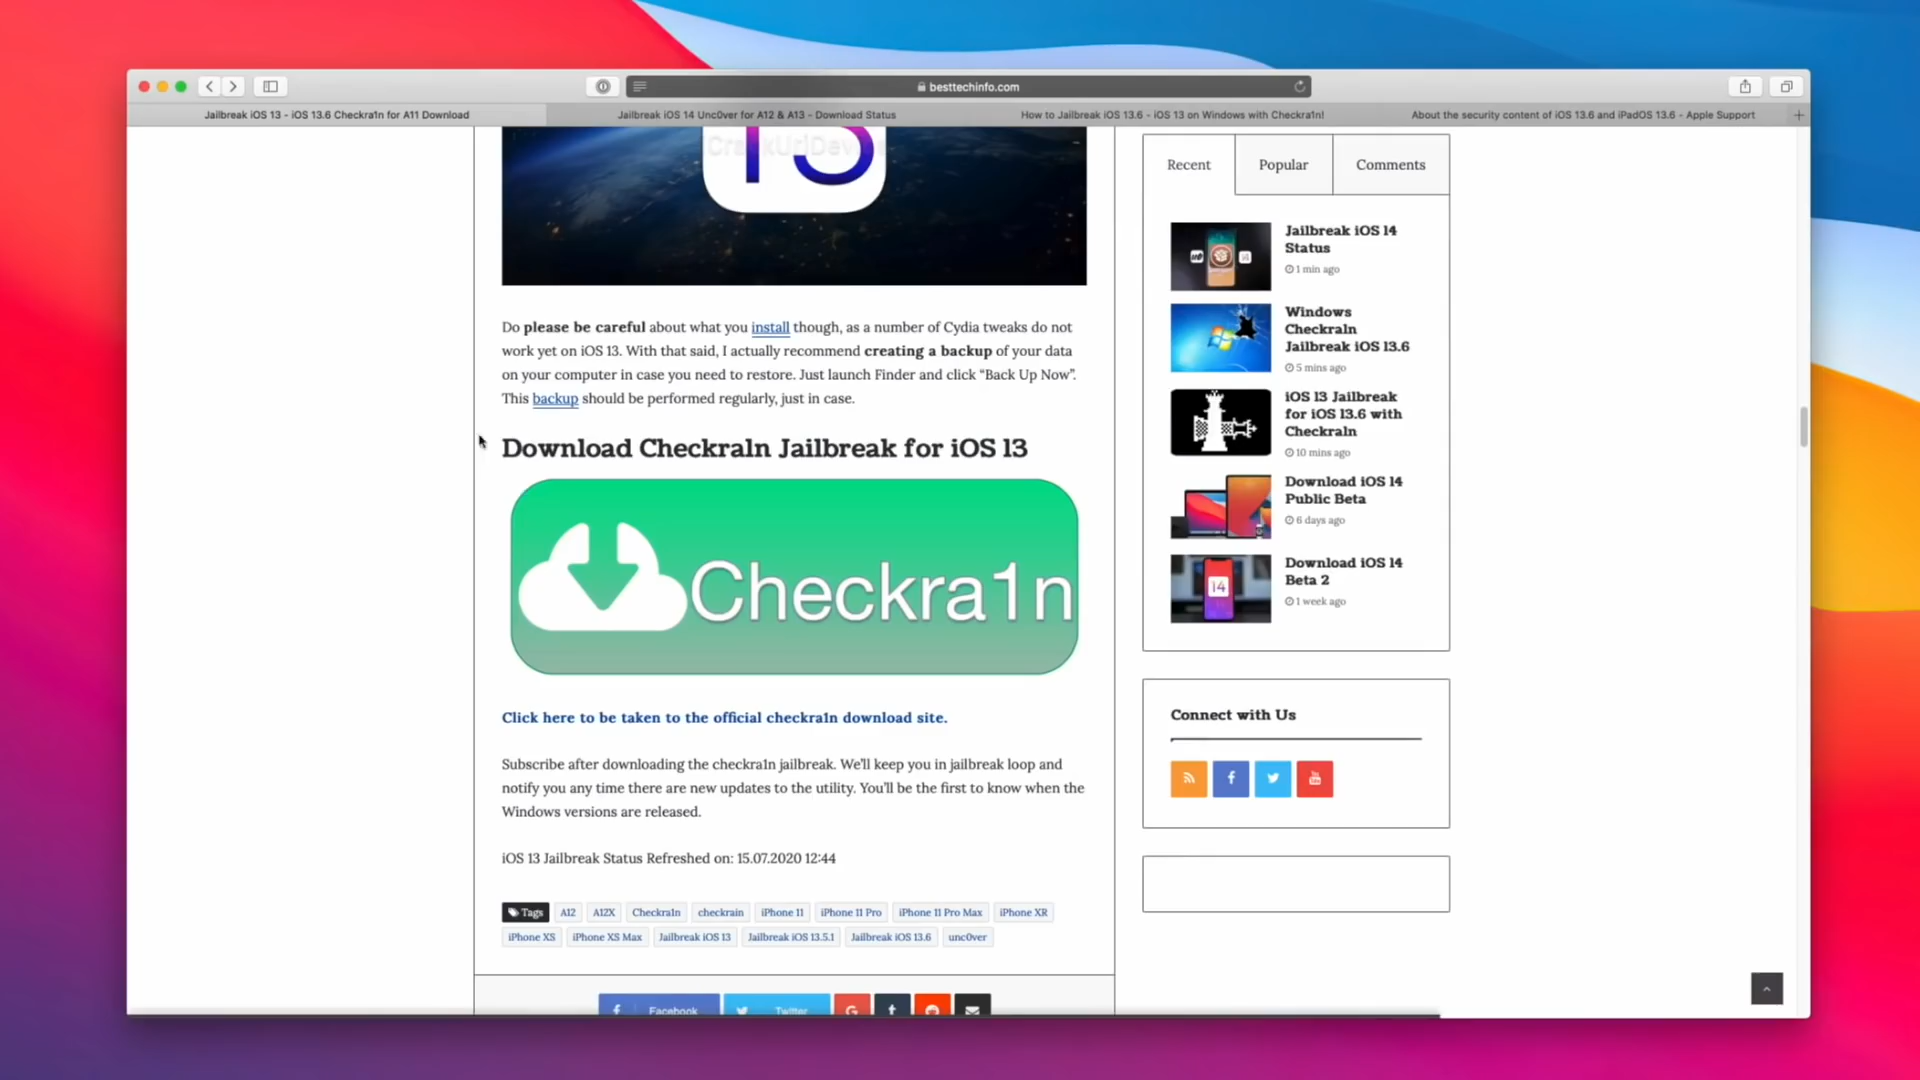 besttechinfo.com
Jailbreak iOS 13 - iOS 13.6 Checkra1n for A11 Download
Jailbreak iOS 14 Unc0ver for A12 & A13 - Download Status
How to Jailbreak iOS 13.6 - iOS 13 on Windows with Checkra1n!
About the security content of iOS 13.6 and iPadOS 13.6 - Apple Support
13
Do please be careful about what you install though, as a number of Cydia tweaks do not
work yet on iOS 13. With that said, I actually recommend creating a backup of your data
on your computer in case you need to restore. Just launch Finder and click “Back Up Now”.
This backup should be performed regularly, just in case.
Download Checkra1n Jailbreak for iOS 13
Checkra1n
Click here to be taken to the official checkra1n download site.
Subscribe after downloading the checkra1n jailbreak. We’ll keep you in jailbreak loop and
notify you any time there are new updates to the utility. You’ll be the first to know when the
Windows versions are released.
iOS 13 Jailbreak Status Refreshed on: 15.07.2020 12:44
Tags A12 A12X Checkra1n checkrain iPhone 11 iPhone 11 Pro iPhone 11 Pro Max iPhone XR
iPhone XS iPhone XS Max Jailbreak iOS 13 Jailbreak iOS 13.5.1 Jailbreak iOS 13.6 unc0ver
Facebook Twitter
Recent Popular Comments
Jailbreak iOS 14
Status
1 min ago
Windows
Checkra1n
Jailbreak iOS 13.6
5 mins ago
iOS 13 Jailbreak
for iOS 13.6 with
Checkra1n
10 mins ago
Download iOS 14
Public Beta
6 days ago
14
Download iOS 14
Beta 2
1 week ago
Connect with Us